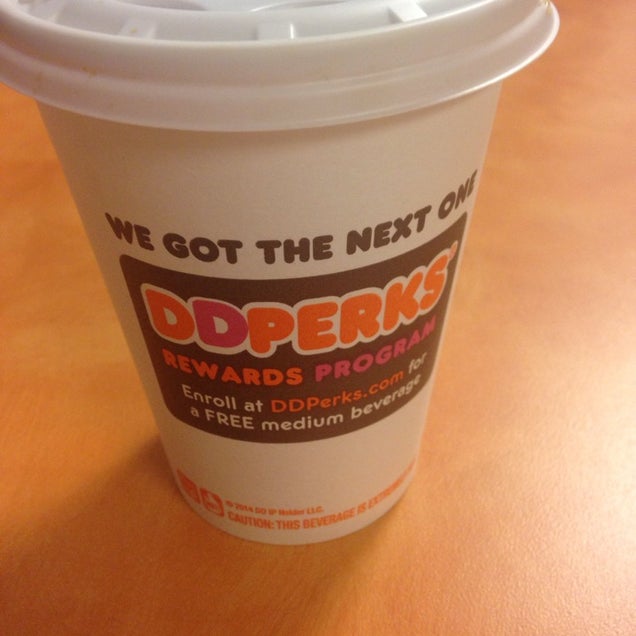 WE GOT THE NEXT ONE
DDPERKS
REWARDS PROGRAM
Enroll at DDPerks.com for
a FREE medium beverage
© 2014 DD IP Holder LLC.
CAUTION: THIS BEVERAGE IS